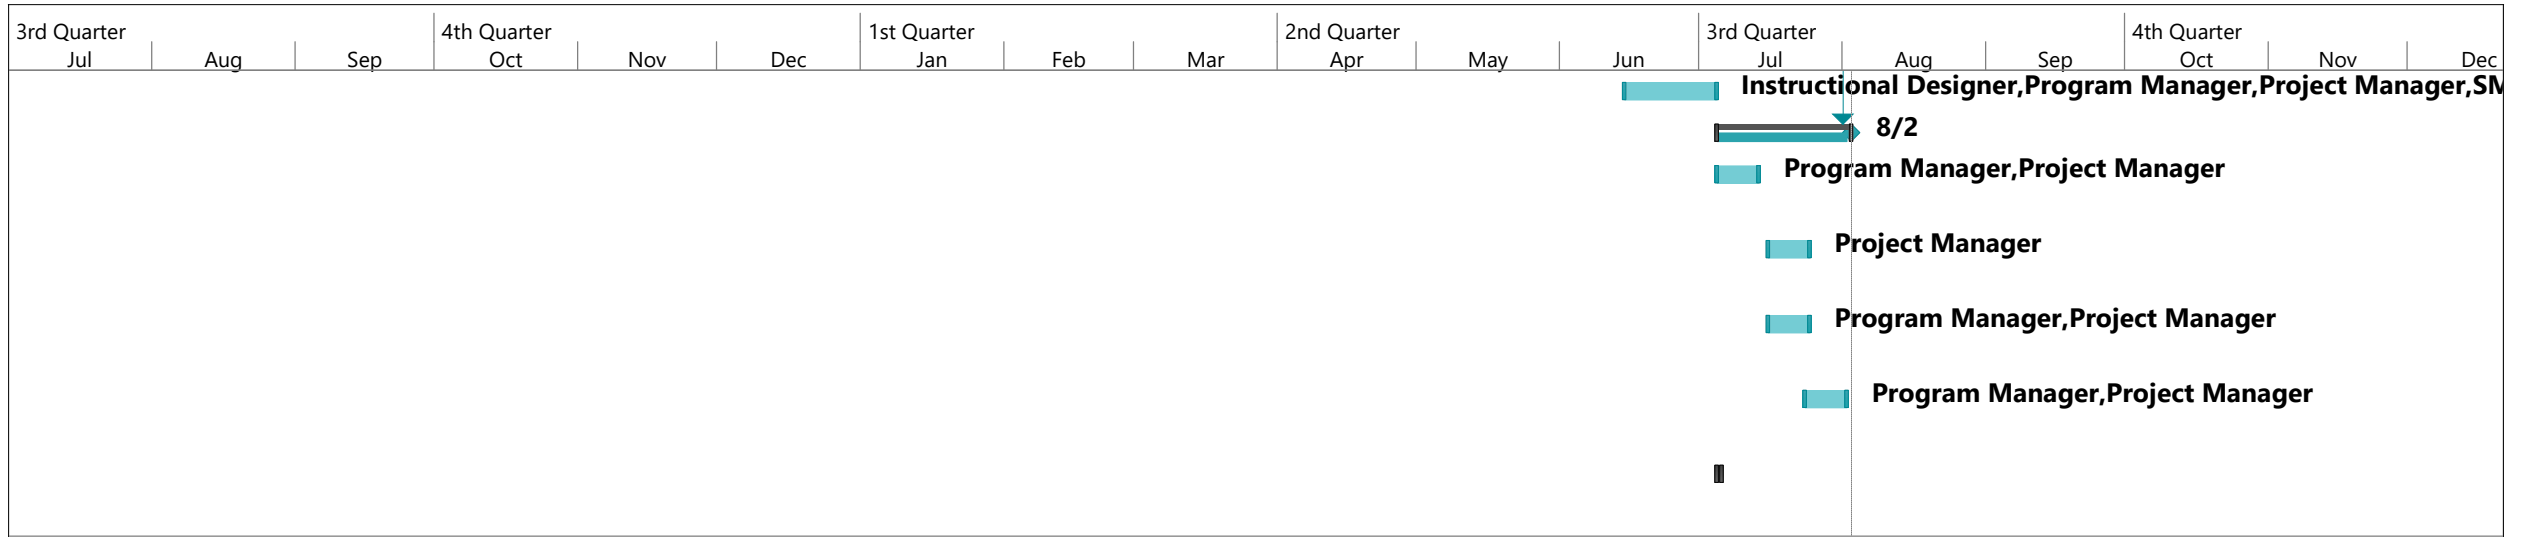 3rd Quarter 4th Quarter 1st Quarter 2nd Quarter 3rd Quarter 4th Quarter
Jul Aug Sep Oct Nov Dec Jan Feb Mar Apr May Jun Jul Aug Sep Oct Nov Dec
Instructional Designer,Program Manager,Project Manager,SM
8/2
Program Manager,Project Manager
Project Manager
Program Manager,Project Manager
Program Manager,Project Manager